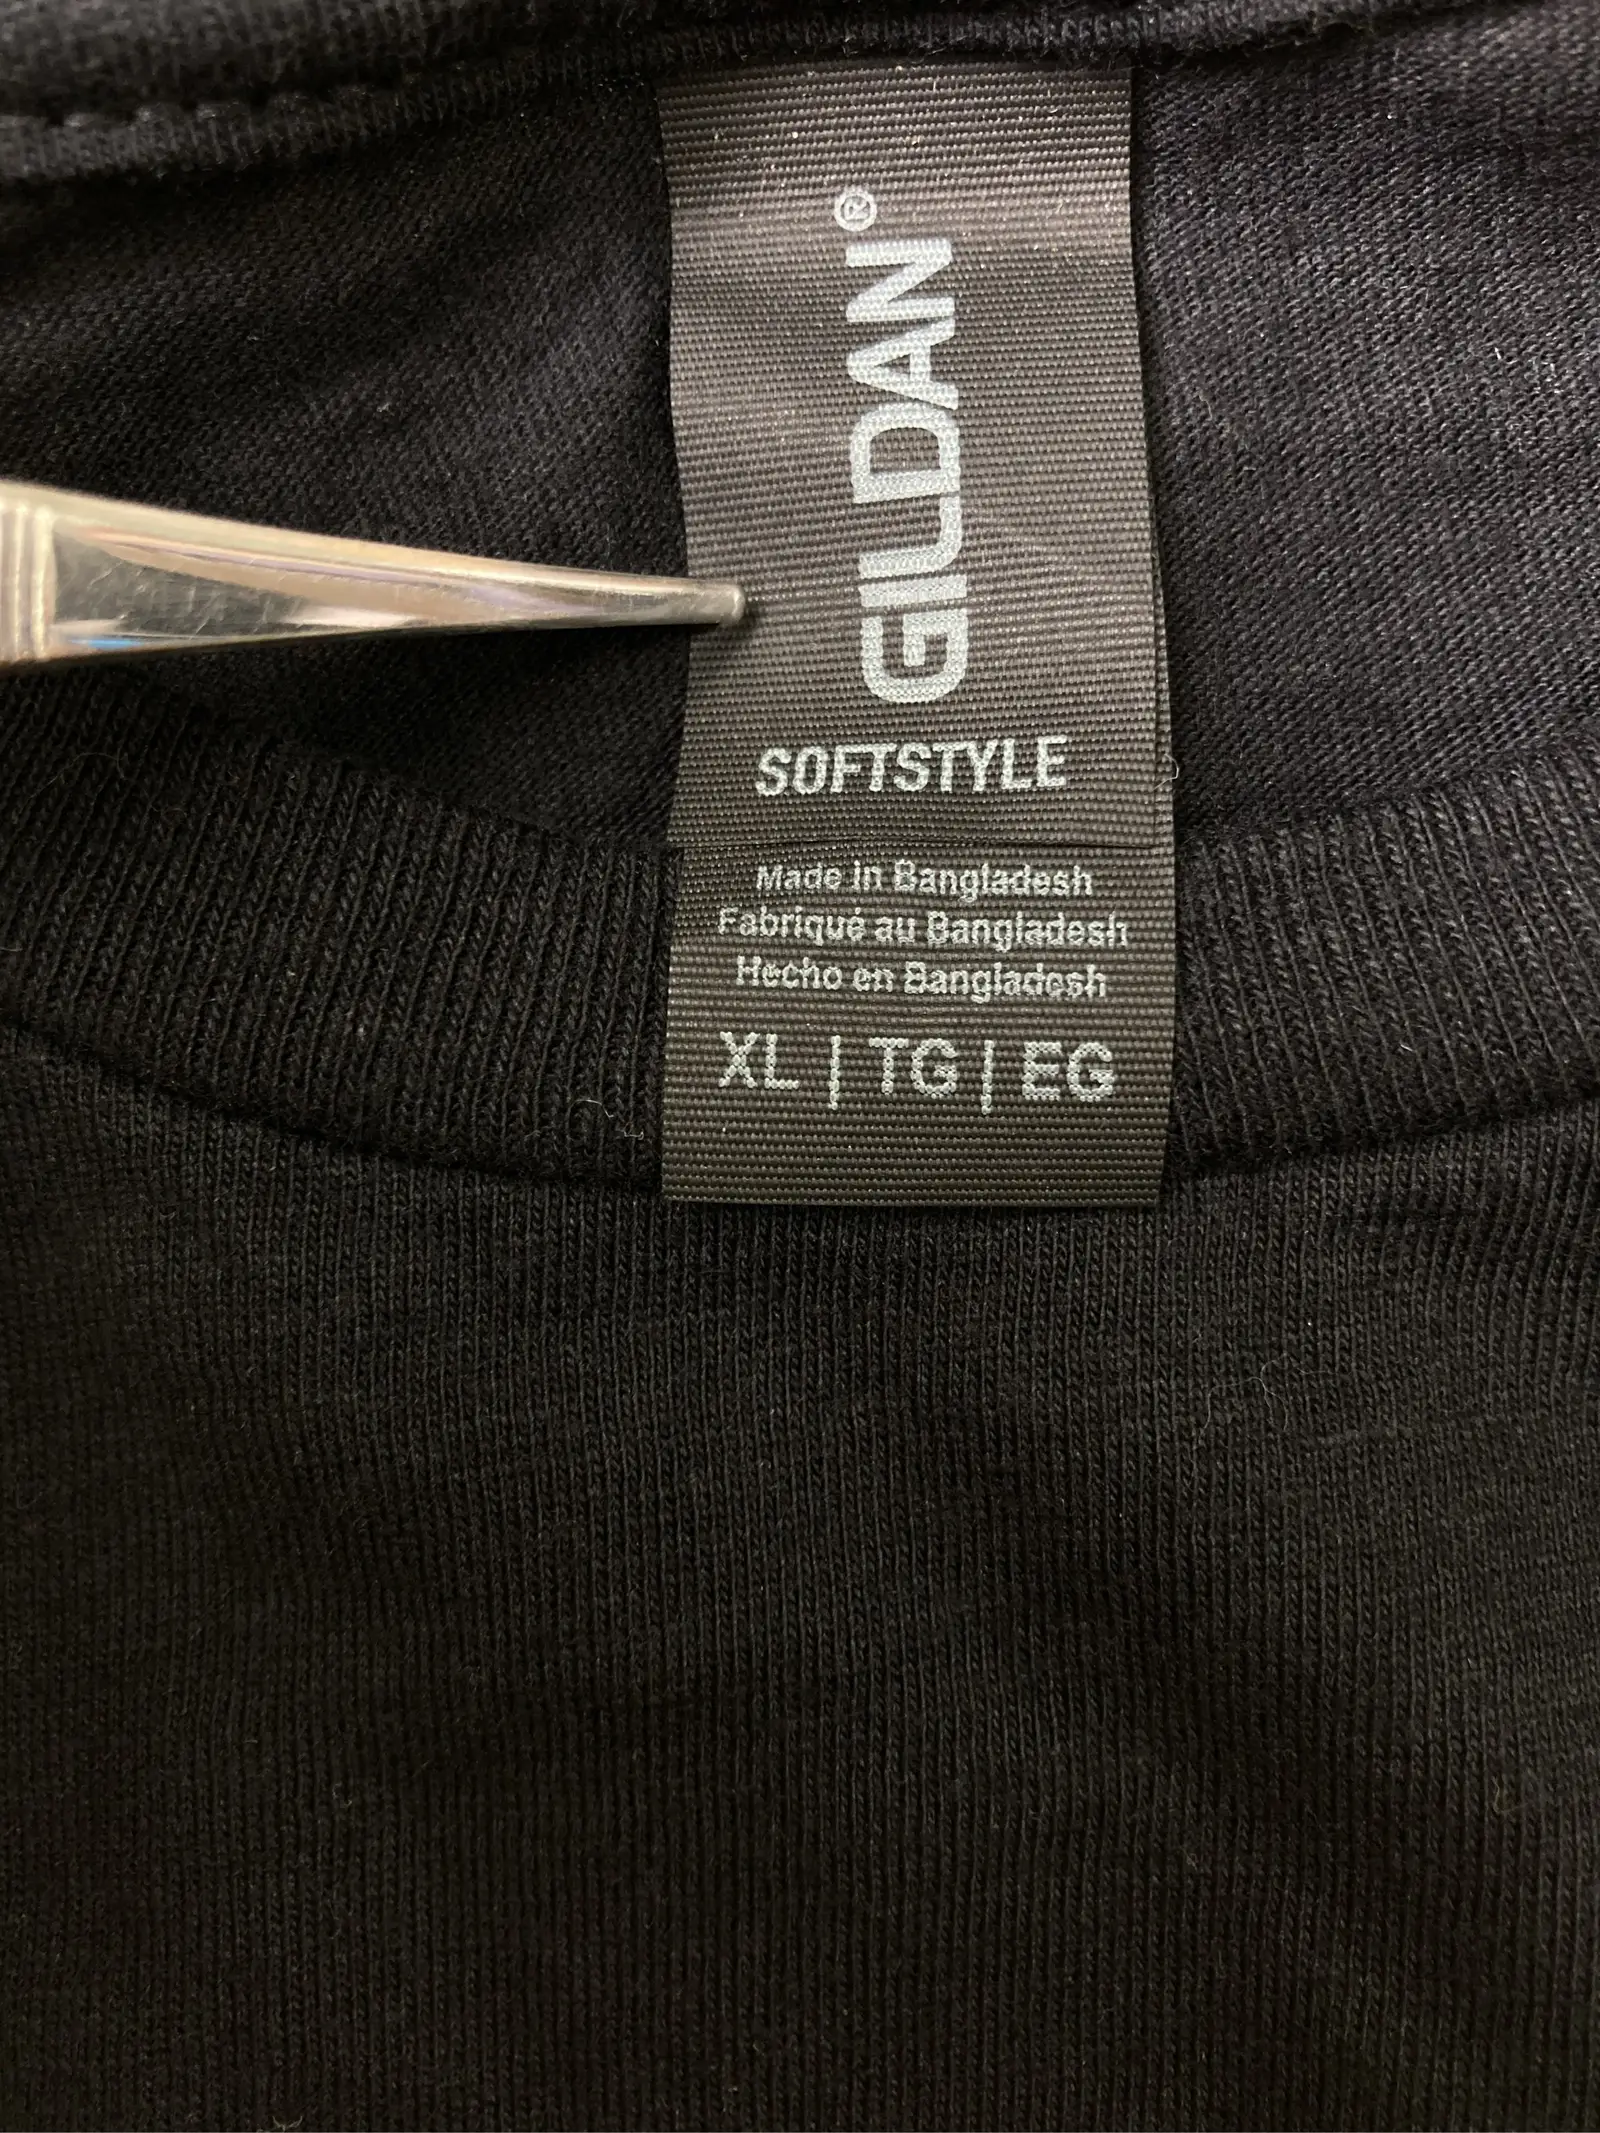 GILDAN®
SOFTSTYLE
Made in Bangladesh
Fabriqué au Bangladesh
Hecho en Bangladesh
XL | TG | EG